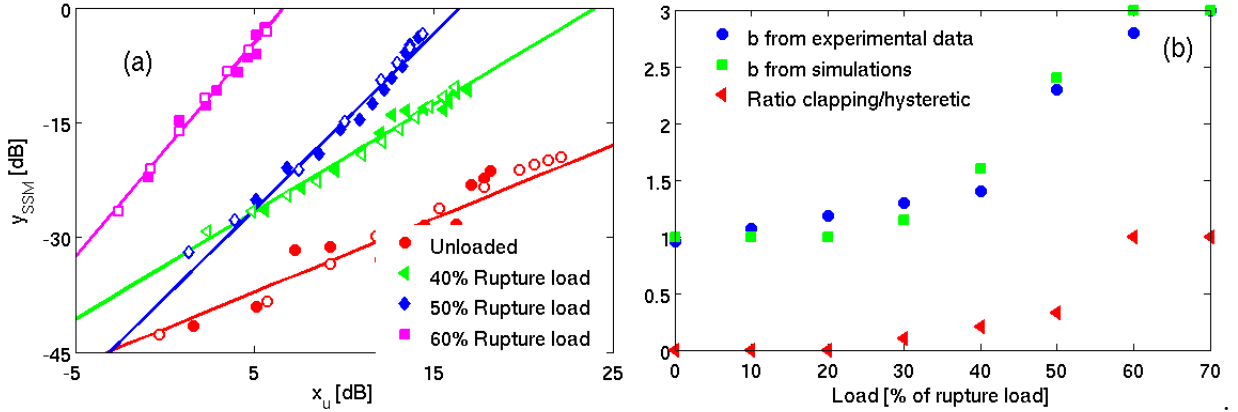 (a)
0
-15
-30
-45
-5
5
15
25
y_SSM [dB]
x_u [dB]
Unloaded
40% Rupture load
50% Rupture load
60% Rupture load
(b)
3
2.5
2
1.5
1
0.5
0
0
10
20
30
40
50
60
70
b from experimental data
b from simulations
Ratio clapping/hysteretic
Load [% of rupture load]
.